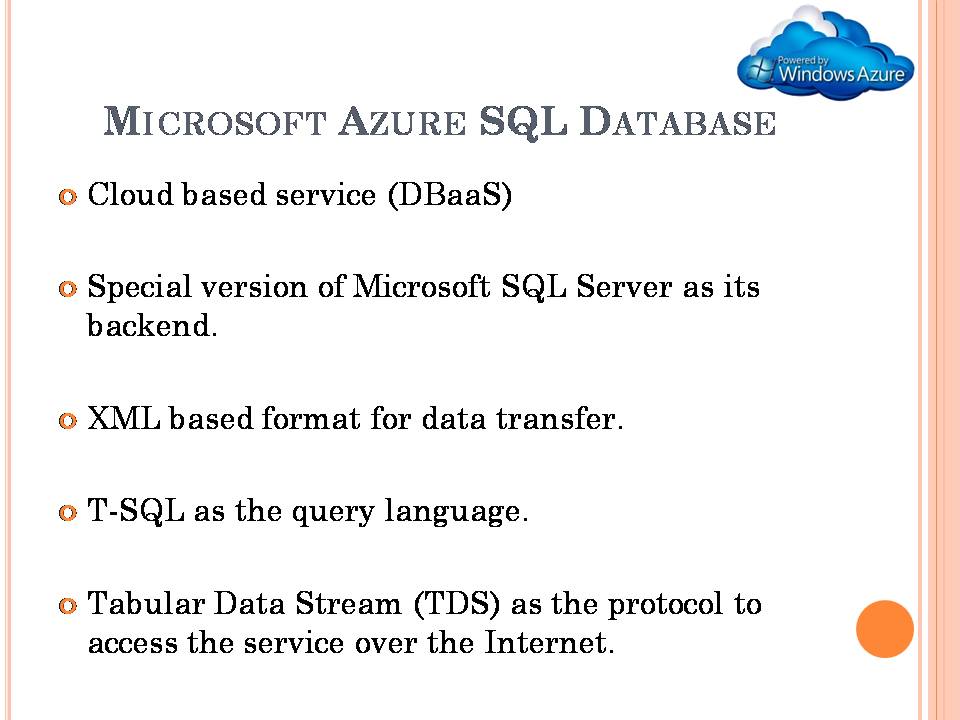 Powered by
Windows Azure
MICROSOFT AZURE SQL DATABASE
Cloud based service (DBaaS)
Special version of Microsoft SQL Server as its
backend.
XML based format for data transfer.
T-SQL as the query language.
Tabular Data Stream (TDS) as the protocol to
access the service over the Internet.